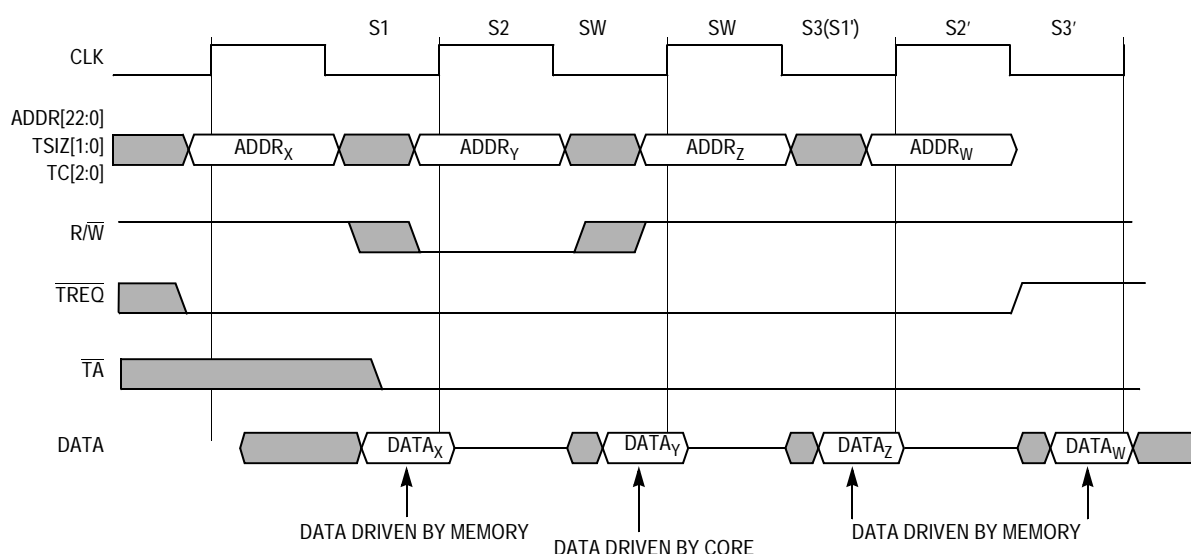 S1 S2 SW SW S3(S1') S2′ S3′
CLK
ADDR[22:0]
TSIZ[1:0]
TC[2:0]
ADDRX ADDRY ADDRZ ADDRW
R/W̅
T̅R̅E̅Q̅
T̅A̅
DATA DATAX DATAY DATAZ DATAW
DATA DRIVEN BY MEMORY DATA DRIVEN BY MEMORY
DATA DRIVEN BY CORE